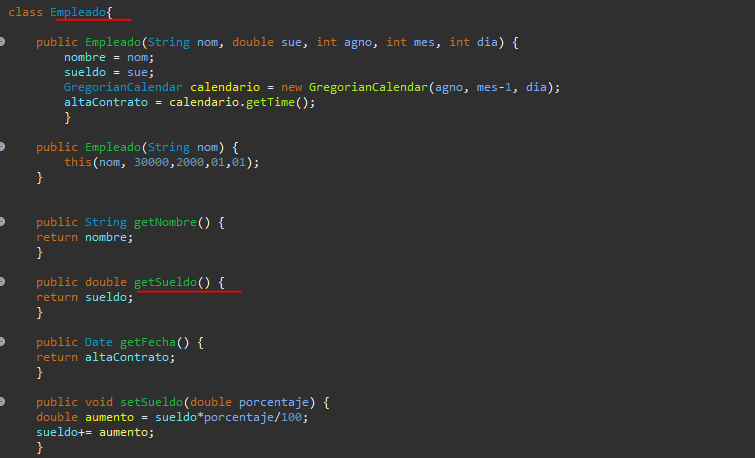 class Empleado{
public Empleado(String nom, double sue, int agno, int mes, int dia) {
nombre = nom;
sueldo = sue;
GregorianCalendar calendario = new GregorianCalendar(agno, mes-1, dia);
altaContrato = calendario.getTime();
}
public Empleado(String nom) {
this(nom, 30000,2000,01,01);
}
public String getNombre() {
return nombre;
}
public double getSueldo() {
return sueldo;
}
public Date getFecha() {
return altaContrato;
}
public void setSueldo(double porcentaje) {
double aumento = sueldo*porcentaje/100;
sueldo+= aumento;
}